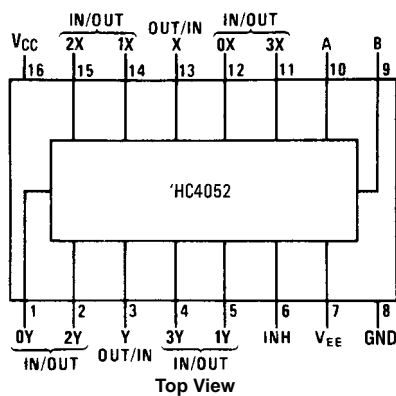 IN/OUT OUT/IN IN/OUT
VCC 2X 1X X 0X 3X A B
16 15 14 13 12 11 10 9
'HC4052
1 2 3 4 5 6 7 8
0Y 2Y Y 3Y 1Y INH VEE GND
IN/OUT OUT/IN IN/OUT
Top View